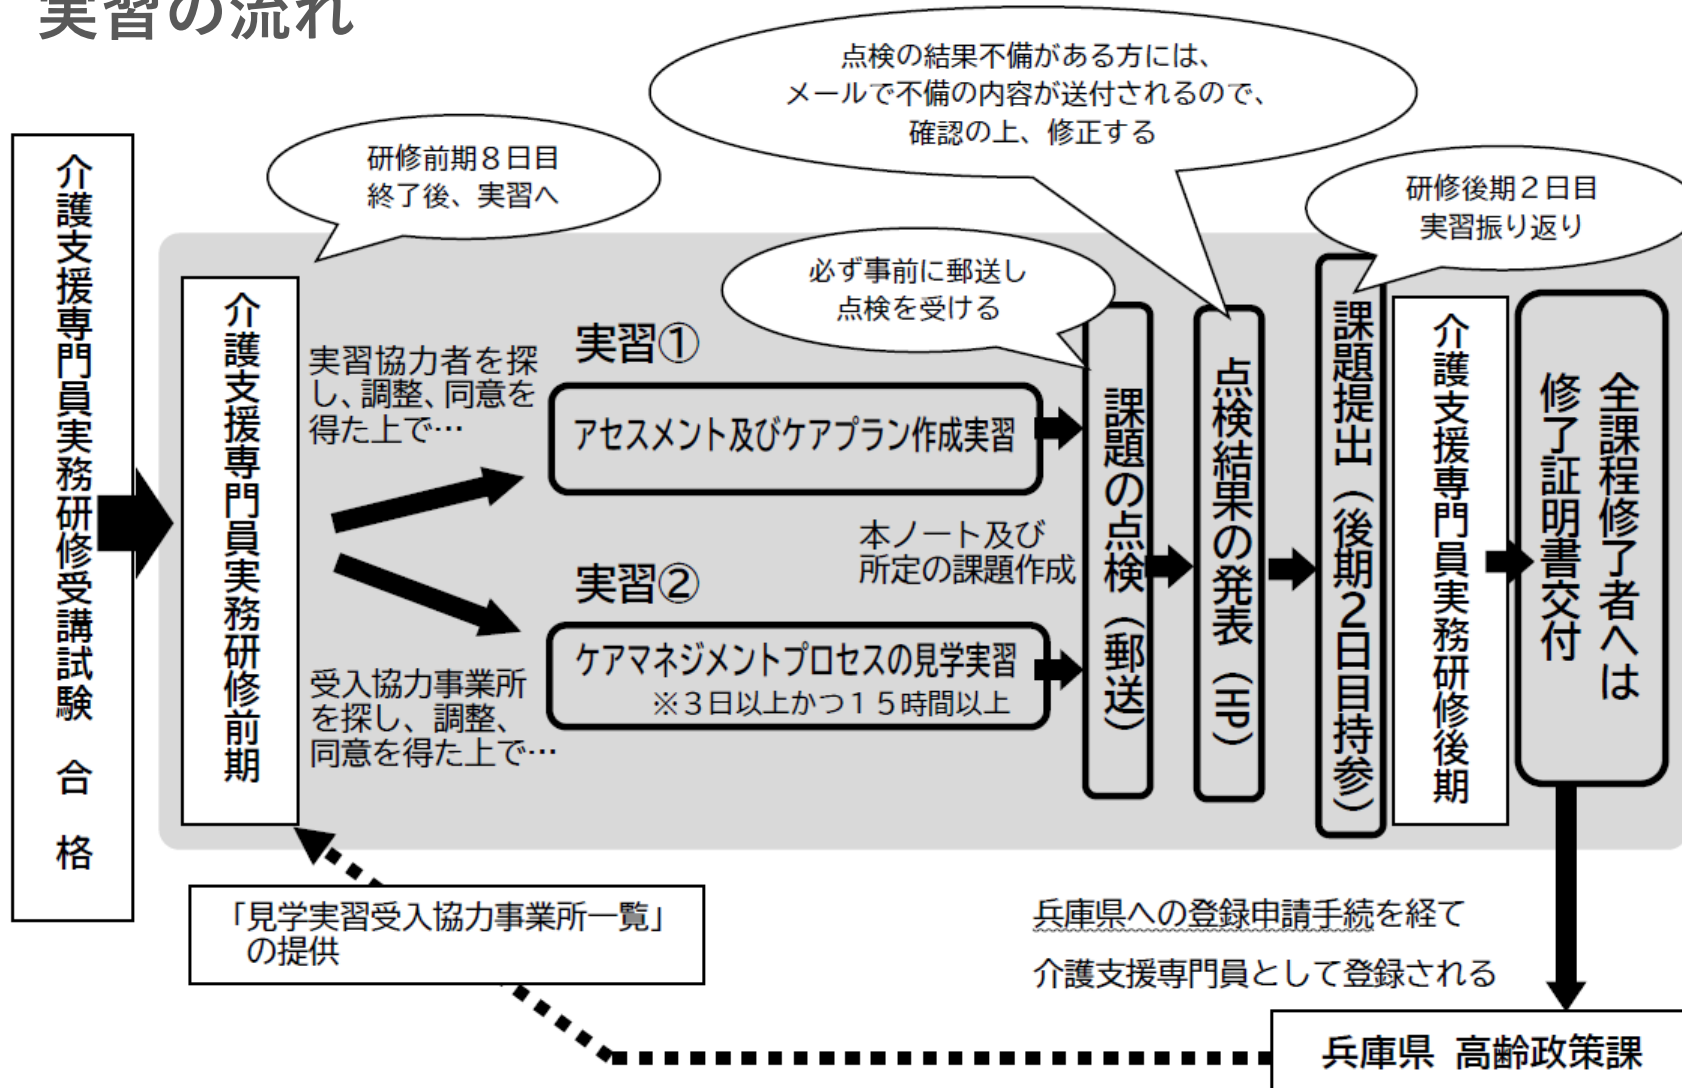 実習の流れ
点検の結果不備がある方には、
メールで不備の内容が送付されるので、
確認の上、修正する
研修前期８日目
終了後、実習へ
研修後期２日目
実習振り返り
必ず事前に郵送し
点検を受ける
介護支援専門員実務研修受講試験　合　格
介護支援専門員実務研修前期
実習協力者を探
し、調整、同意を
得た上で…
実習①
アセスメント及びケアプラン作成実習
本ノート及び
所定の課題作成
実習②
ケアマネジメントプロセスの見学実習
※３日以上かつ１５時間以上
受入協力事業所
を探し、調整、
同意を得た上で…
課題の点検（郵送）
点検結果の発表（HP）
課題提出（後期２日目持参）
介護支援専門員実務研修後期
全課程修了者へは
修了証明書交付
「見学実習受入協力事業所一覧」
の提供
兵庫県への登録申請手続を経て
介護支援専門員として登録される
兵庫県 高齢政策課